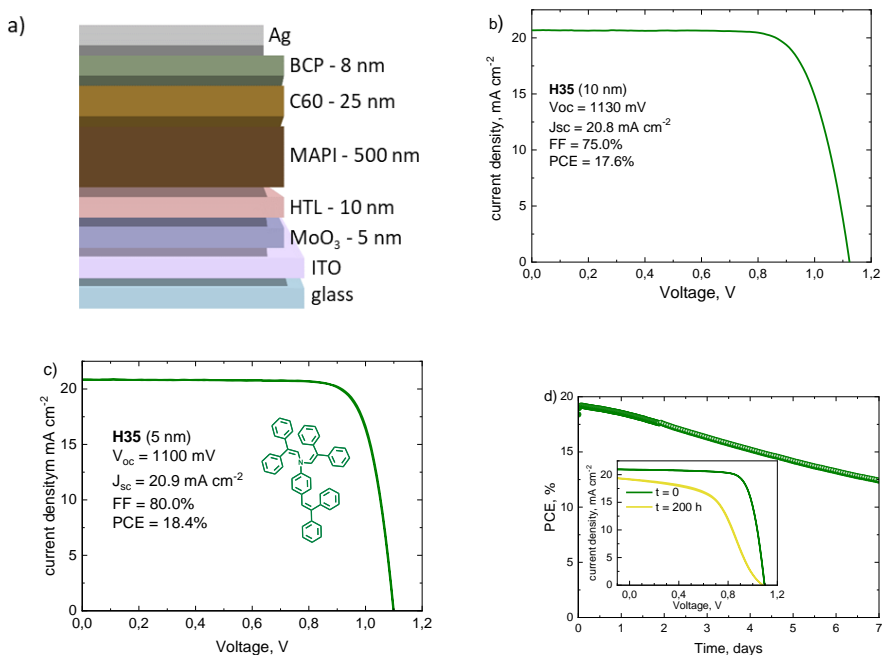 a)
Ag
BCP - 8 nm
C60 - 25 nm
MAPI - 500 nm
HTL - 10 nm
MoO₃ - 5 nm
ITO
glass
b)
current density, mA cm⁻²
20
15
10
5
0
H35 (10 nm)
Voc = 1130 mV
Jsc = 20.8 mA cm⁻²
FF = 75.0%
PCE = 17.6%
0,0 0,2 0,4 0,6 0,8 1,0 1,2
Voltage, V
c)
current densitym mA cm⁻²
20
15
10
5
0
H35 (5 nm)
Vₒc = 1100 mV
Jsc = 20.9 mA cm⁻²
FF = 80.0%
PCE = 18.4%
N
0,0 0,2 0,4 0,6 0,8 1,0 1,2
Voltage, V
d)
PCE, %
20
15
10
5
0
current density, mA cm⁻²
20
15
10
5
0
t = 0
t = 200 h
0,0 0,4 0,8 1,2
Voltage, V
0 1 2 3 4 5 6 7
Time, days